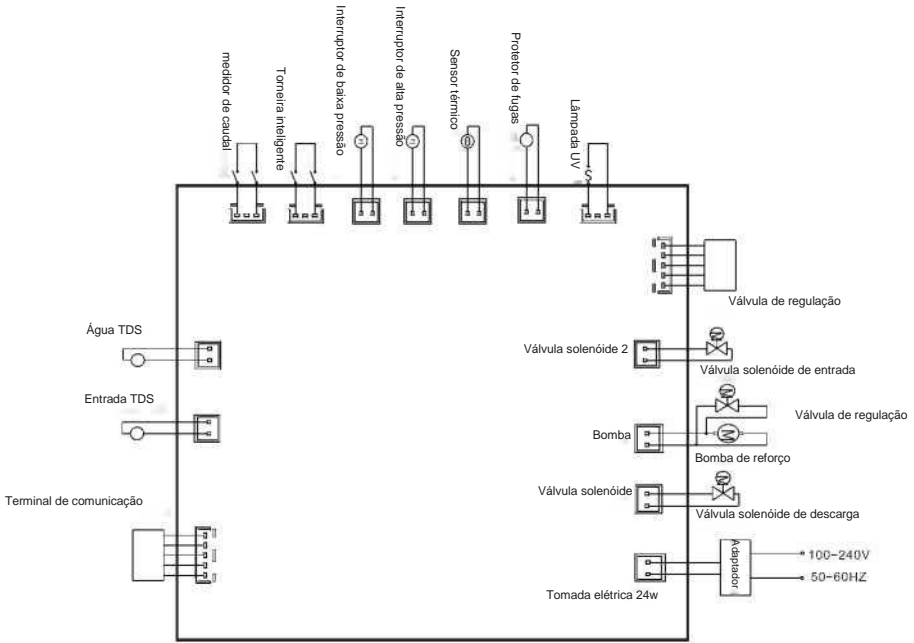 medidor de caudal
Torneira inteligente
Interruptor de baixa pressão
Interruptor de alta pressão
Sensor térmico
Protetor de fugas
Lâmpada UV
S
Válvula de regulação
Água TDS
Válvula solenóide 2
M
Válvula solenóide de entrada
Entrada TDS
M
Válvula de regulação
Bomba
M
Bomba de reforço
Terminal de comunicação
Válvula solenóide
M
Válvula solenóide de descarga
Adaptador
100-240V
50-60HZ
Tomada elétrica 24w